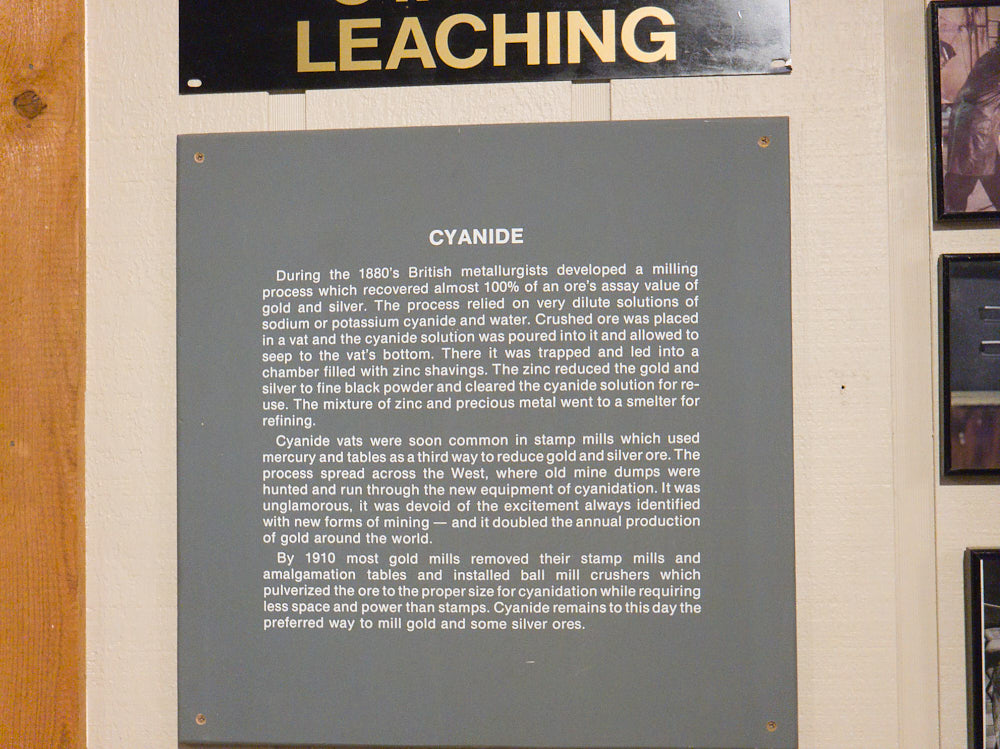 LEACHING
CYANIDE
During the 1880's British metallurgists developed a milling
process which recovered almost 100% of an ore's assay value of
gold and silver. The process relied on very dilute solutions of
sodium or potassium cyanide and water. Crushed ore was placed
in a vat and the cyanide solution was poured into it and allowed to
seep to the vat's bottom. There it was trapped and led into a
chamber filled with zinc shavings. The zinc reduced the gold and
silver to fine black powder and cleared the cyanide solution for re-
use. The mixture of zinc and precious metal went to a smelter for
refining.
Cyanide vats were soon common in stamp mills which used
mercury and tables as a third way to reduce gold and silver ore. The
process spread across the West, where old mine dumps were
hunted and run through the new equipment of cyanidation. It was
unglamorous, it was devoid of the excitement always identified
with new forms of mining — and it doubled the annual production
of gold around the world.
By 1910 most gold mills removed their stamp mills and
amalgamation tables and installed ball mill crushers which
pulverized the ore to the proper size for cyanidation while requiring
less space and power than stamps. Cyanide remains to this day the
preferred way to mill gold and some silver ores.